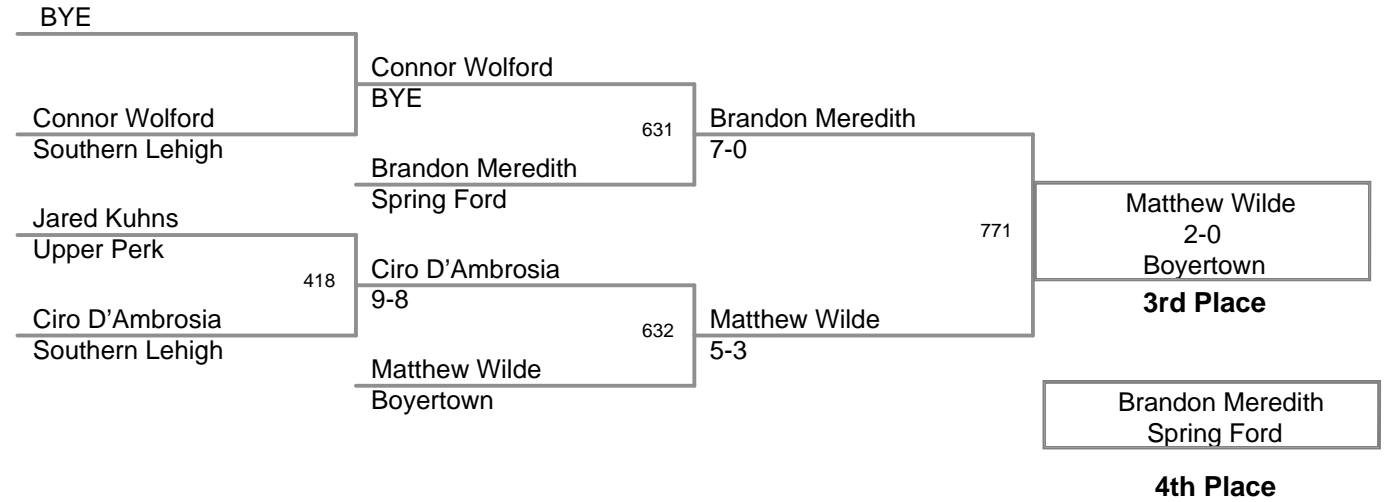 BYE
Connor Wolford
Southern Lehigh
Jared Kuhns
Upper Perk
418
Ciro D'Ambrosia
Southern Lehigh
Connor Wolford
BYE
631
Brandon Meredith
Spring Ford
Ciro D'Ambrosia
9-8
632
Matthew Wilde
Boyertown
Brandon Meredith
7-0
771
Matthew Wilde
5-3
Matthew Wilde
2-0
Boyertown
3rd Place
Brandon Meredith
Spring Ford
4th Place